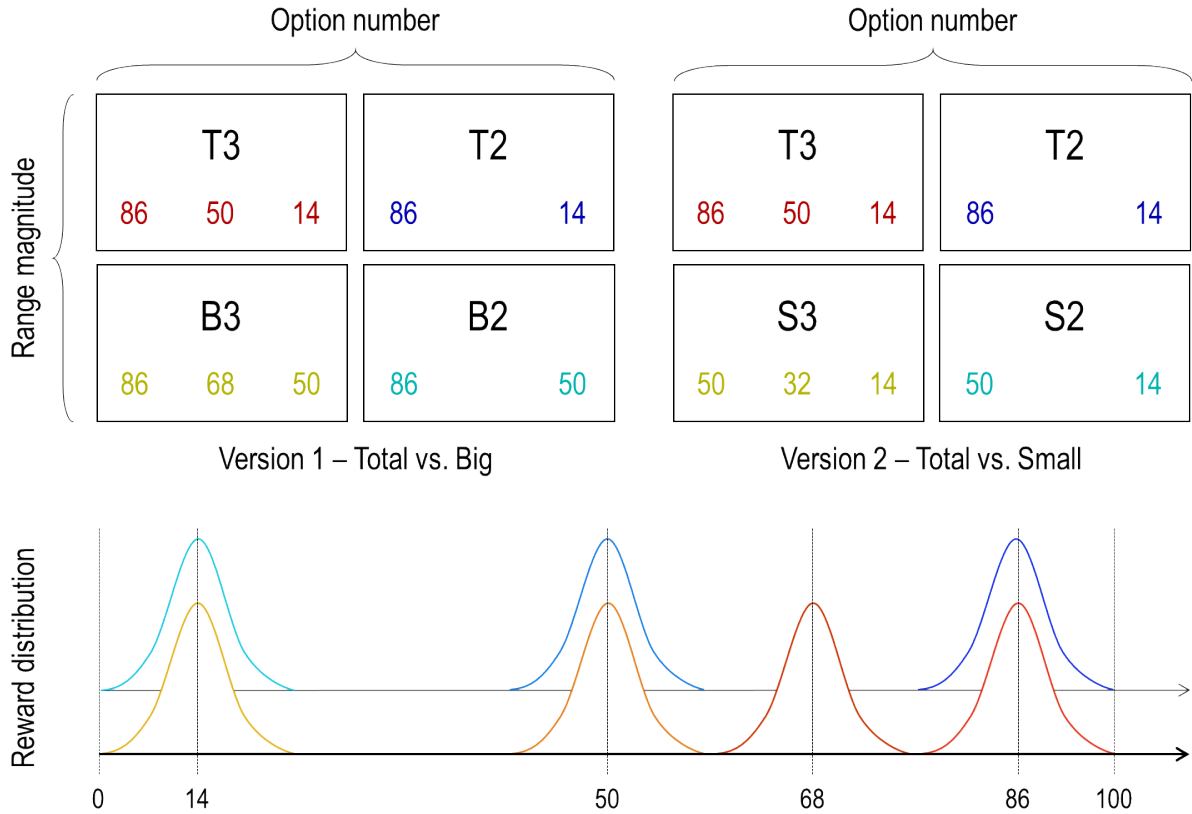 Option number
Option number
Range magnitude
T3
86 50 14
T2
86 14
T3
86 50 14
T2
86 14
B3
86 68 50
B2
86 50
S3
50 32 14
S2
50 14
Version 1 – Total vs. Big
Version 2 – Total vs. Small
Reward distribution
0 14 50 68 86 100